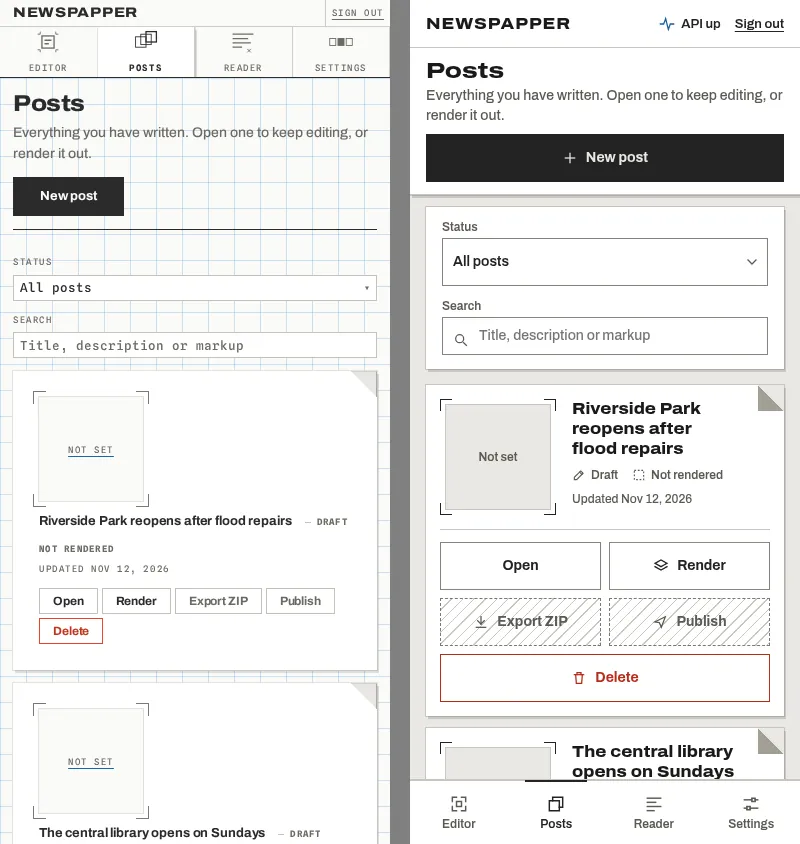 NEWSPAPPER
SIGN OUT
EDITOR
POSTS
READER
SETTINGS
Posts
Everything you have written. Open one to keep editing, or
render it out.
New post
STATUS
All posts
SEARCH
Title, description or markup
NOT SET
Riverside Park reopens after flood repairs — DRAFT
NOT RENDERED
UPDATED NOV 12, 2026
Open
Render
Export ZIP
Publish
Delete
NOT SET
The central library opens on Sundays — DRAFT
NEWSPAPPER
API up
Sign out
Posts
Everything you have written. Open one to keep editing, or
render it out.
New post
Status
All posts
Search
Title, description or markup
Not set
Riverside Park
reopens after
flood repairs
Draft
Not rendered
Updated Nov 12, 2026
Open
Render
Export ZIP
Publish
Delete
The central library
opens on Sundays
Editor
Posts
Reader
Settings